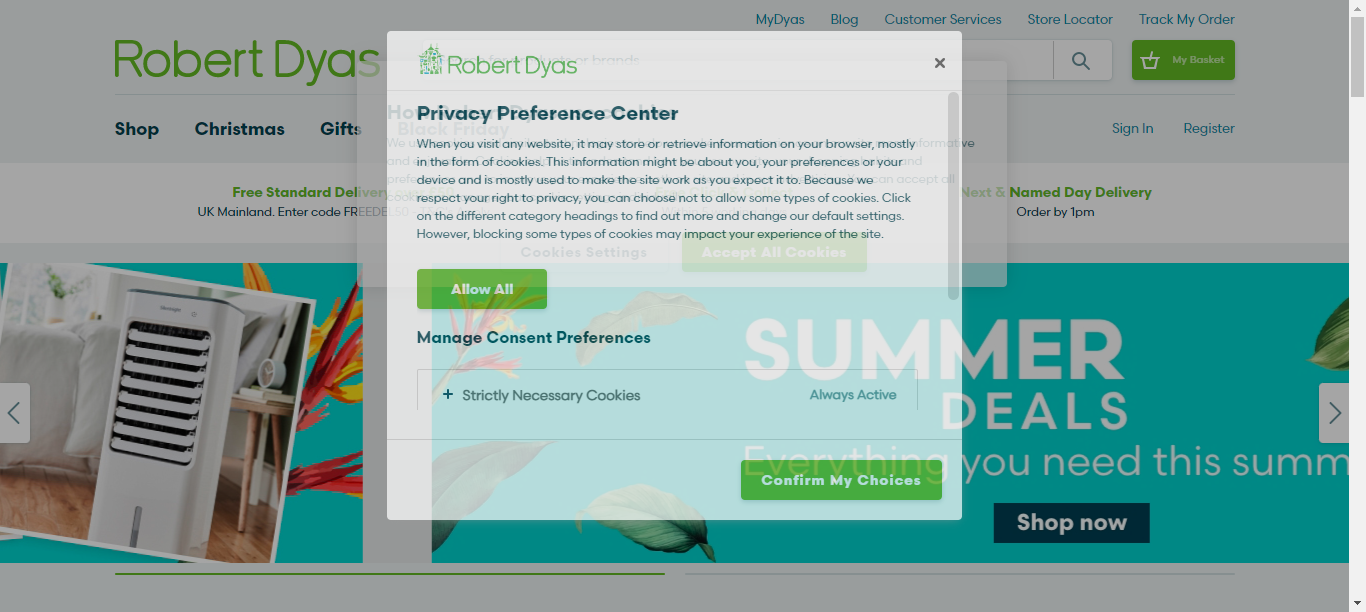 MyDyas Blog Customer Services Store Locator Track My Order
Robert Dyas
Robert Dyas
or brands
My Basket
Shop Christmas Gifts Black Friday
Sign In Register
Privacy Preference Center
When you visit any website, it may store or retrieve information on your browser, mostly
in the form of cookies. This information might be about you, your preferences or your
device and is mostly used to make the site work as you expect it to. Because we
respect your right to privacy, you can choose not to allow some types of cookies. Click
on the different category headings to find out more and change our default settings.
However, blocking some types of cookies may impact your experience of the site.
Free Standard Delivery
UK Mainland. Enter code
Next & Named Day Delivery
Order by 1pm
Cookies Settings Accept All Cookies
Allow All
Manage Consent Preferences
+ Strictly Necessary Cookies Always Active
Confirm My Choices
SUMMER
DEALS
Everything you need this summ
Shop now